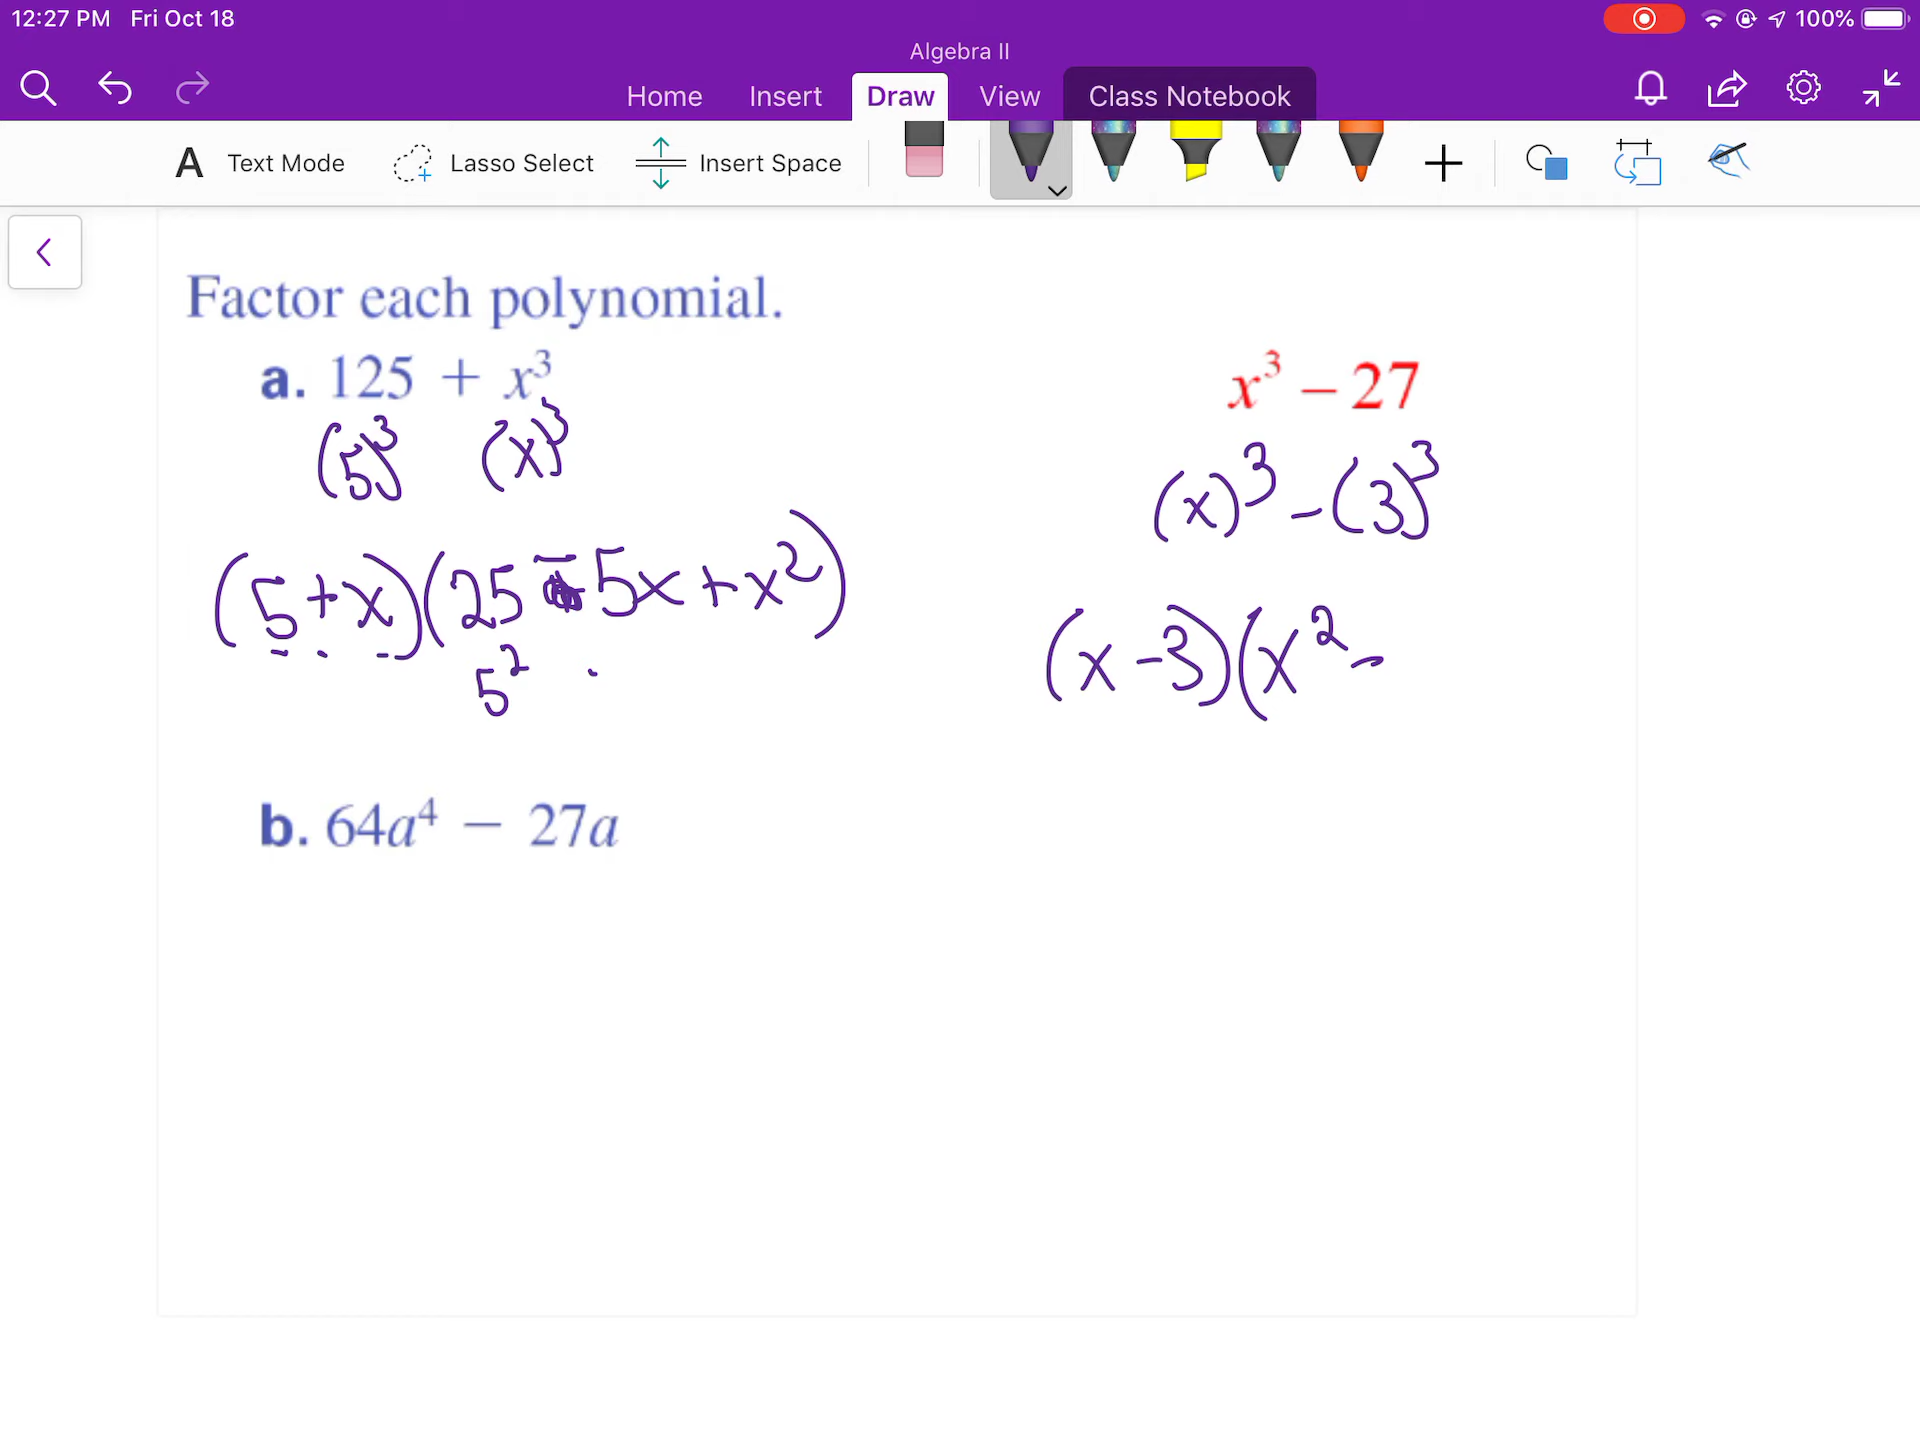 12:27 PM Fri Oct 18 100%
Algebra II
Home Insert Draw View Class Notebook
A Text Mode Lasso Select Insert Space
Factor each polynomial.
a. 125 + x³
(5)³ (x)³
(5+x)(25 - 5x+x²)
5²
x³ – 27
(x)³ - (3)³
(x -3)(x² -
b. 64a⁴ − 27a